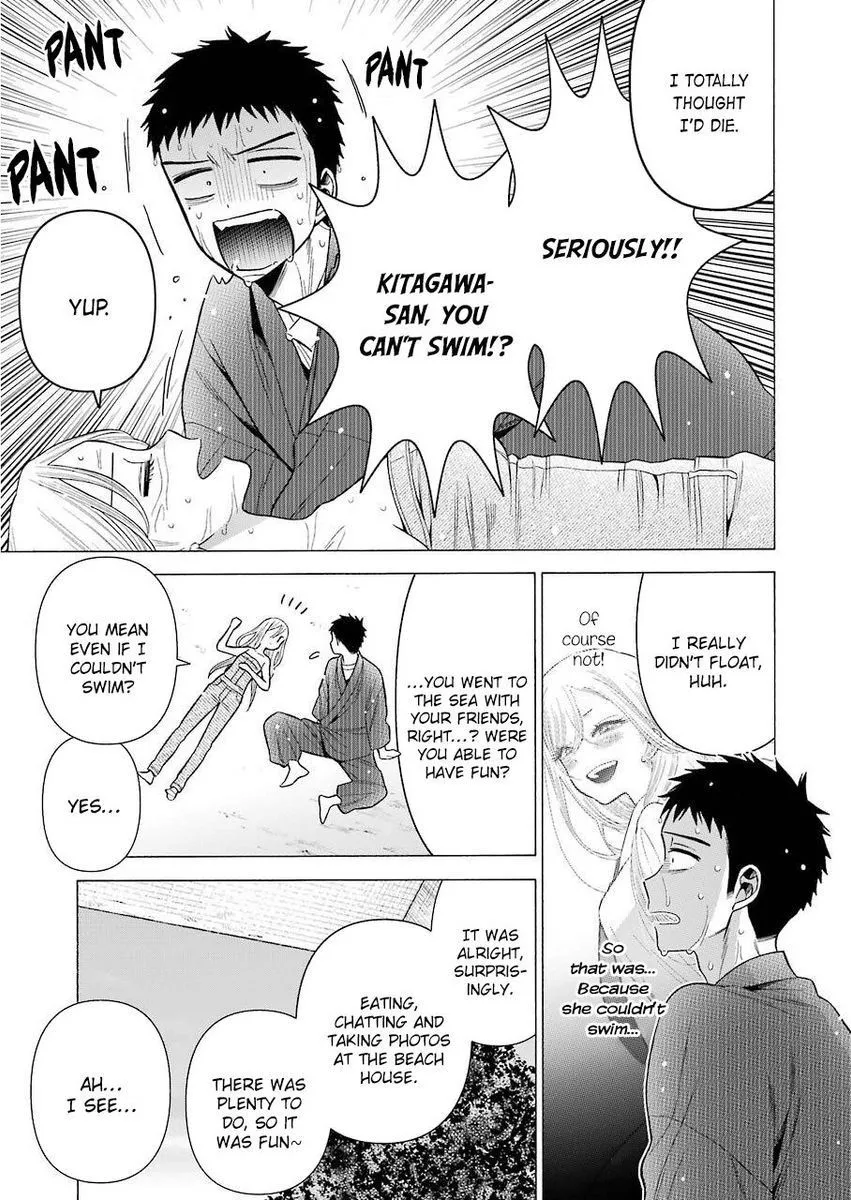 I TOTALLY
THOUGHT
I'D DIE.
SERIOUSLY!!
KITAGAWA-
SAN, YOU
CAN'T SWIM!?
PANT
PANT
PANT.
YUP.
I REALLY
DIDN'T FLOAT,
HUH.
Of
course
not!
So
that was...
Because
she couldn't
swim...
...YOU WENT
TO THE SEA WITH
YOUR FRIENDS,
RIGHT...? WERE
YOU ABLE TO
HAVE FUN?
YOU MEAN
EVEN IF I
COULDN'T
SWIM?
YES...
IT WAS
ALRIGHT,
SURPRIS-
INGLY.
EATING,
CHATTING AND
TAKING PHOTOS
AT THE BEACH
HOUSE.
THERE WAS
PLENTY TO
DO, SO IT
WAS FUN~
AH...
I SEE...